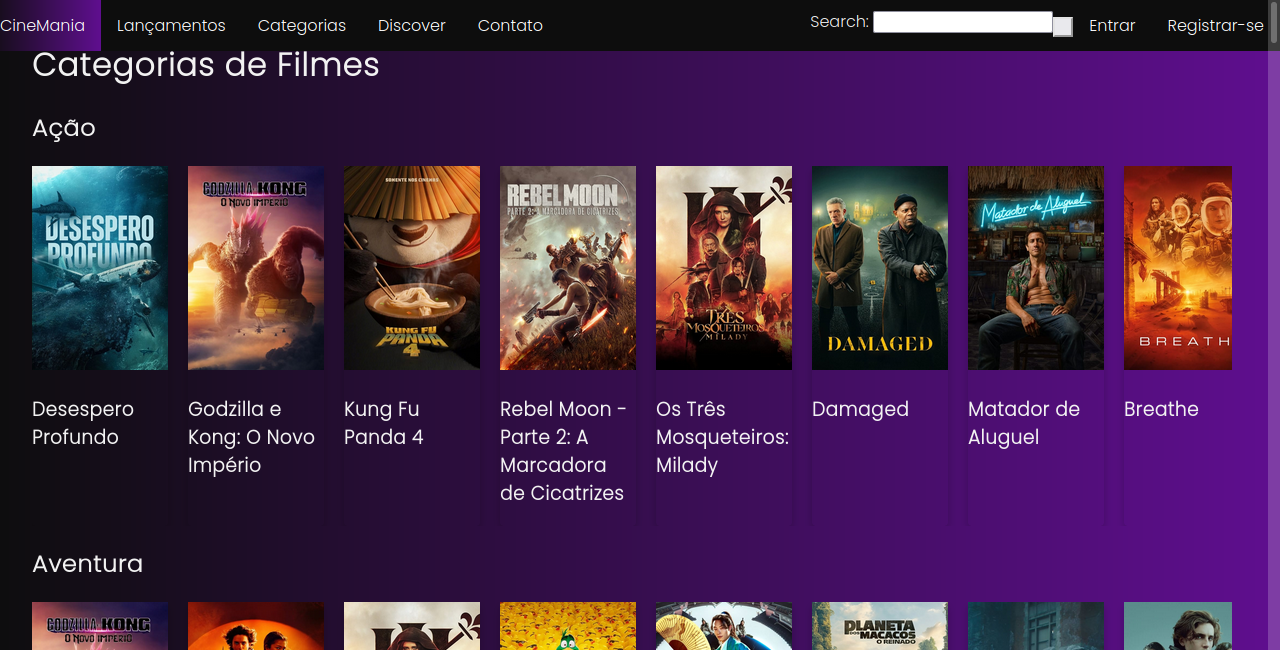 CineMania Lançamentos Categorias Discover Contato Search: Entrar Registrar-se
Categorias de Filmes
Ação
DESESPERO
PROFUNDO
GODZILLA KONG
O NOVO IMPÉRIO
SOMENTE NOS CINEMAS
KUNG FU
PANDA
4
REBEL MOON
PARTE 2: A MARCADORA DE CICATRIZES
OS TRÊS
MOSQUETEIROS
MILADY
DAMAGED
Matador de Aluguel
BREATH
Desespero
Profundo
Godzilla e
Kong: O Novo
Império
Kung Fu
Panda 4
Rebel Moon -
Parte 2: A
Marcadora
de Cicatrizes
Os Três
Mosqueteiros:
Milady
Damaged
Matador de
Aluguel
Breathe
Aventura
GODZILLA KONG
O NOVO IMPÉRIO
PLANETA
DOS MACACOS
O REINADO